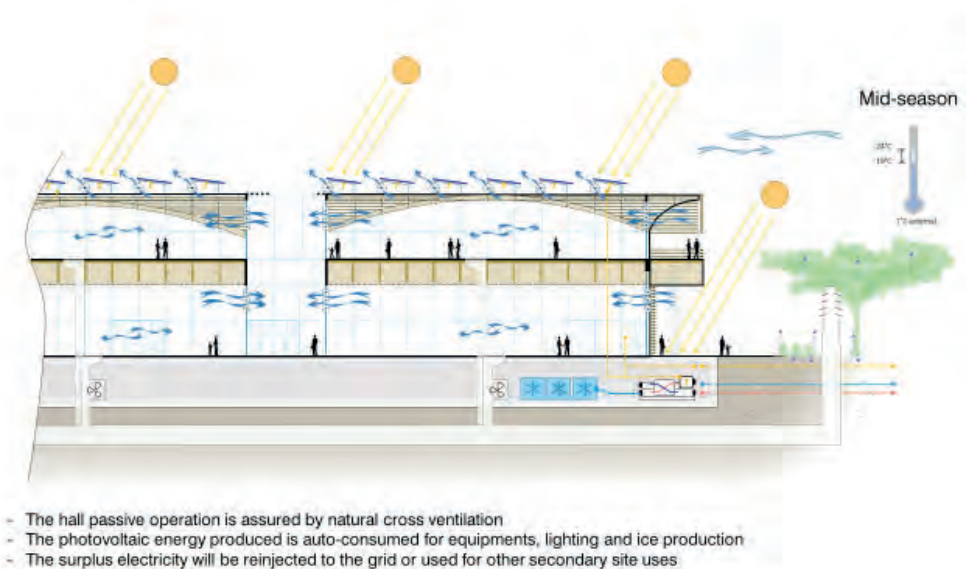 Mid-season
T°C external
- The hall passive operation is assured by natural cross ventilation
- The photovoltaic energy produced is auto-consumed for equipments, lighting and ice production
- The surplus electricity will be reinjected to the grid or used for other secondary site uses